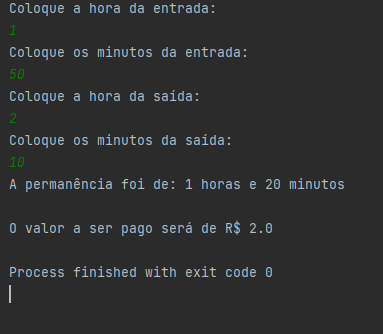 Coloque a hora da entrada:
1
Coloque os minutos da entrada:
50
Coloque a hora da saída:
2
Coloque os minutos da saída:
10
A permanência foi de: 1 horas e 20 minutos
O valor a ser pago será de R$ 2.0
Process finished with exit code 0